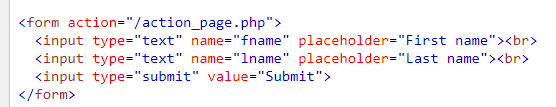 <form action="/action_page.php">
  <input type="text" name="fname" placeholder="First name"><br>
  <input type="text" name="lname" placeholder="Last name"><br>
  <input type="submit" value="Submit">
</form>